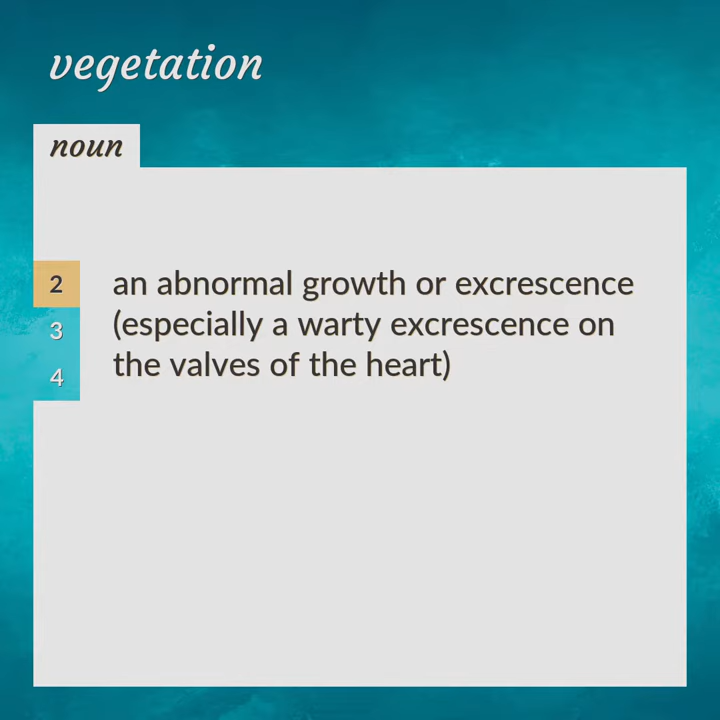 vegetation
noun
2
an abnormal growth or excrescence
(especially a warty excrescence on
the valves of the heart)
3
4